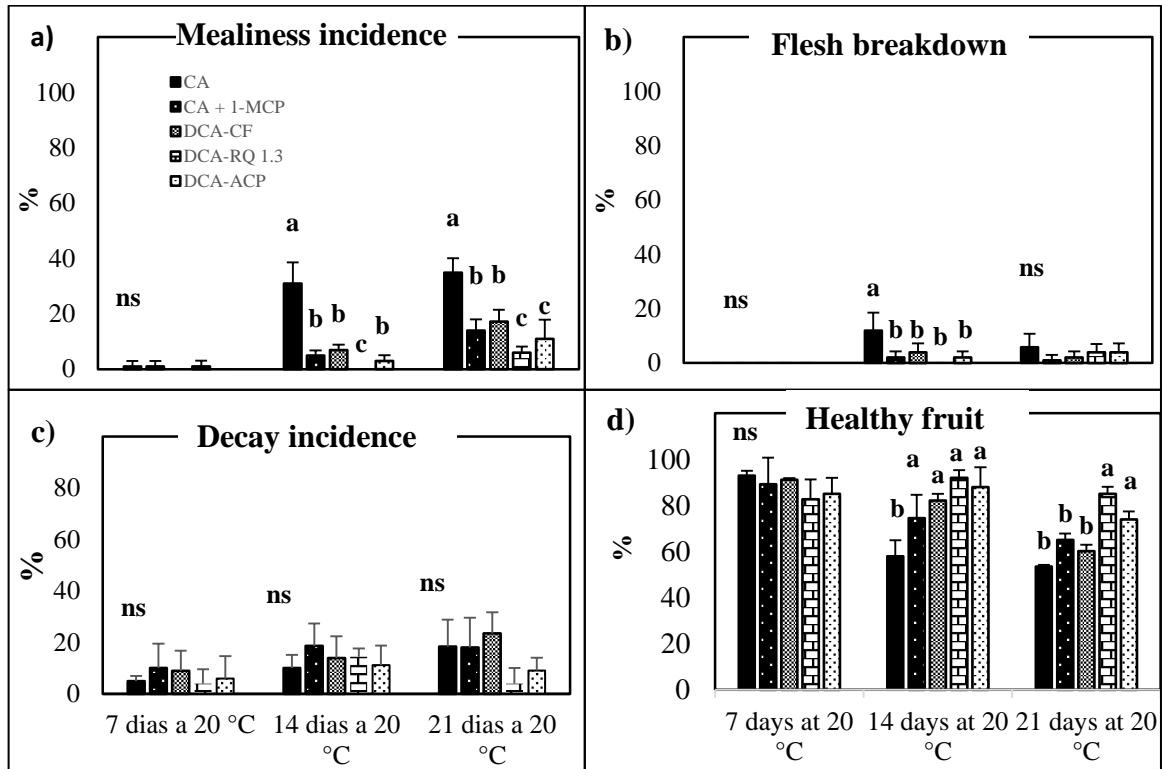 a)
Mealiness incidence
CA
CA + 1-MCP
DCA-CF
DCA-RQ 1.3
DCA-ACP
100
80
60
40
20
0
%
ns
a
b b
c
b
a
b b
c c
b)
Flesh breakdown
100
80
60
40
20
0
%
ns
a
b b b b
ns
c)
Decay incidence
80
60
40
20
0
%
ns
ns
ns
7 dias a 20 °C
14 dias a 20
°C
21 dias a 20
°C
d)
Healthy fruit
100
80
60
40
20
0
%
ns
b
a
a
a a
b
b
b
a
a
7 days at 20
°C
14 days at 20
°C
21 days at 20
°C